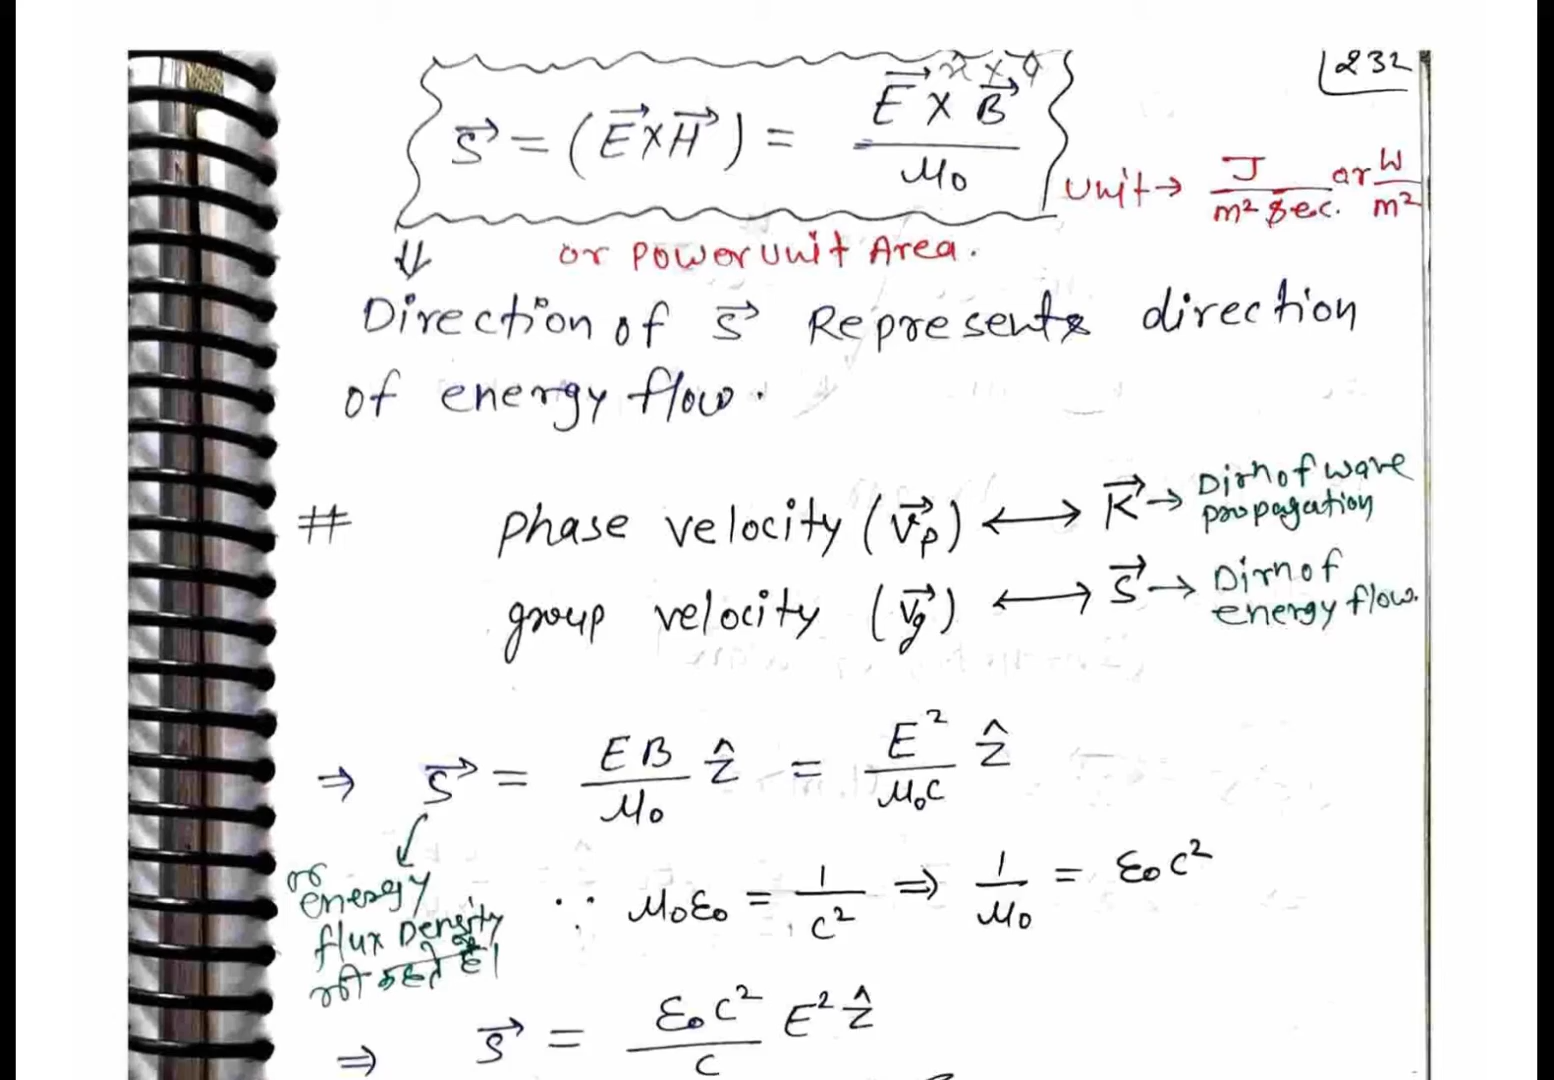 232
x̂ × ŷ
S⃗ = (E⃗ × H⃗) = E⃗ × B⃗ / μ₀
Unit → J / m² sec. or W / m²
or power unit Area.
Direction of S⃗ Represents direction
of energy flow.
# phase velocity (v⃗p) ↔ K⃗ → Dirn of wave
propagation
group velocity (v⃗g) ↔ S⃗ → Dirn of
energy flow.
⇒ S⃗ = EB / μ₀ ẑ = E² / μ₀c ẑ
or
energy
flux Density
भी कहते हैं।
∵ μ₀ε₀ = 1 / c² ⇒ 1 / μ₀ = ε₀c²
⇒ S⃗ = ε₀c² / c E² ẑ